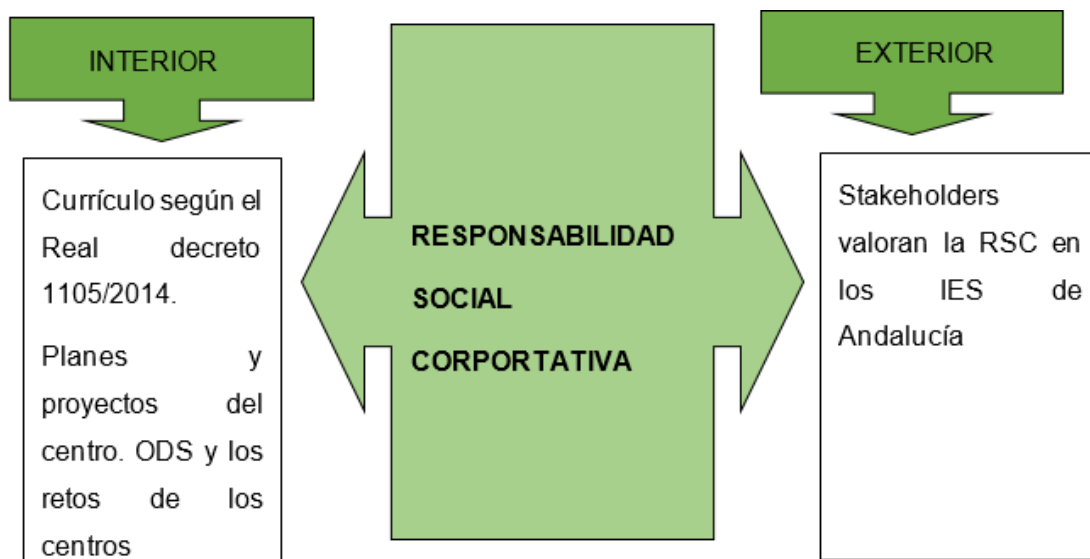 INTERIOR
Currículo según el
Real decreto
1105/2014.
Planes y
proyectos del
centro. ODS y los
retos de los
centros
RESPONSABILIDAD
SOCIAL
CORPORTATIVA
EXTERIOR
Stakeholders
valoran la RSC en
los IES de
Andalucía